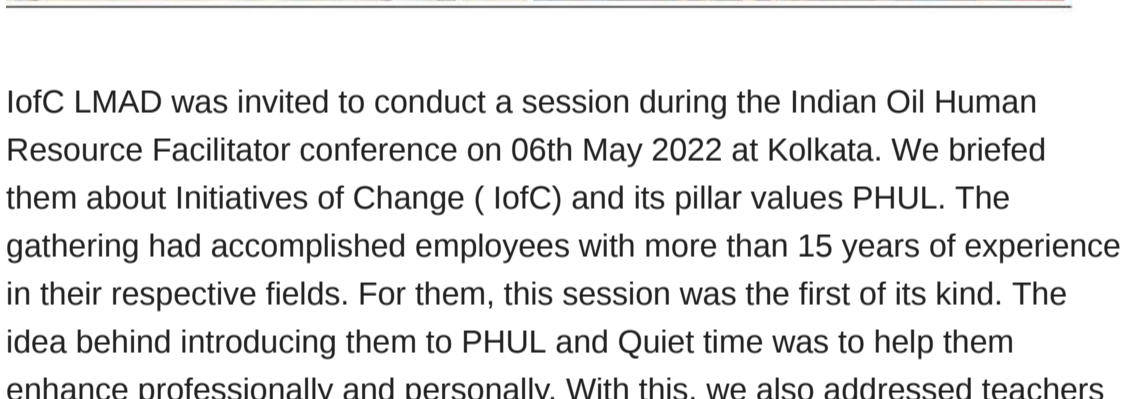 IofC LMAD was invited to conduct a session during the Indian Oil Human
Resource Facilitator conference on 06th May 2022 at Kolkata. We briefed
them about Initiatives of Change ( IofC) and its pillar values PHUL. The
gathering had accomplished employees with more than 15 years of experience
in their respective fields. For them, this session was the first of its kind. The
idea behind introducing them to PHUL and Quiet time was to help them
enhance professionally and personally. With this, we also addressed teachers